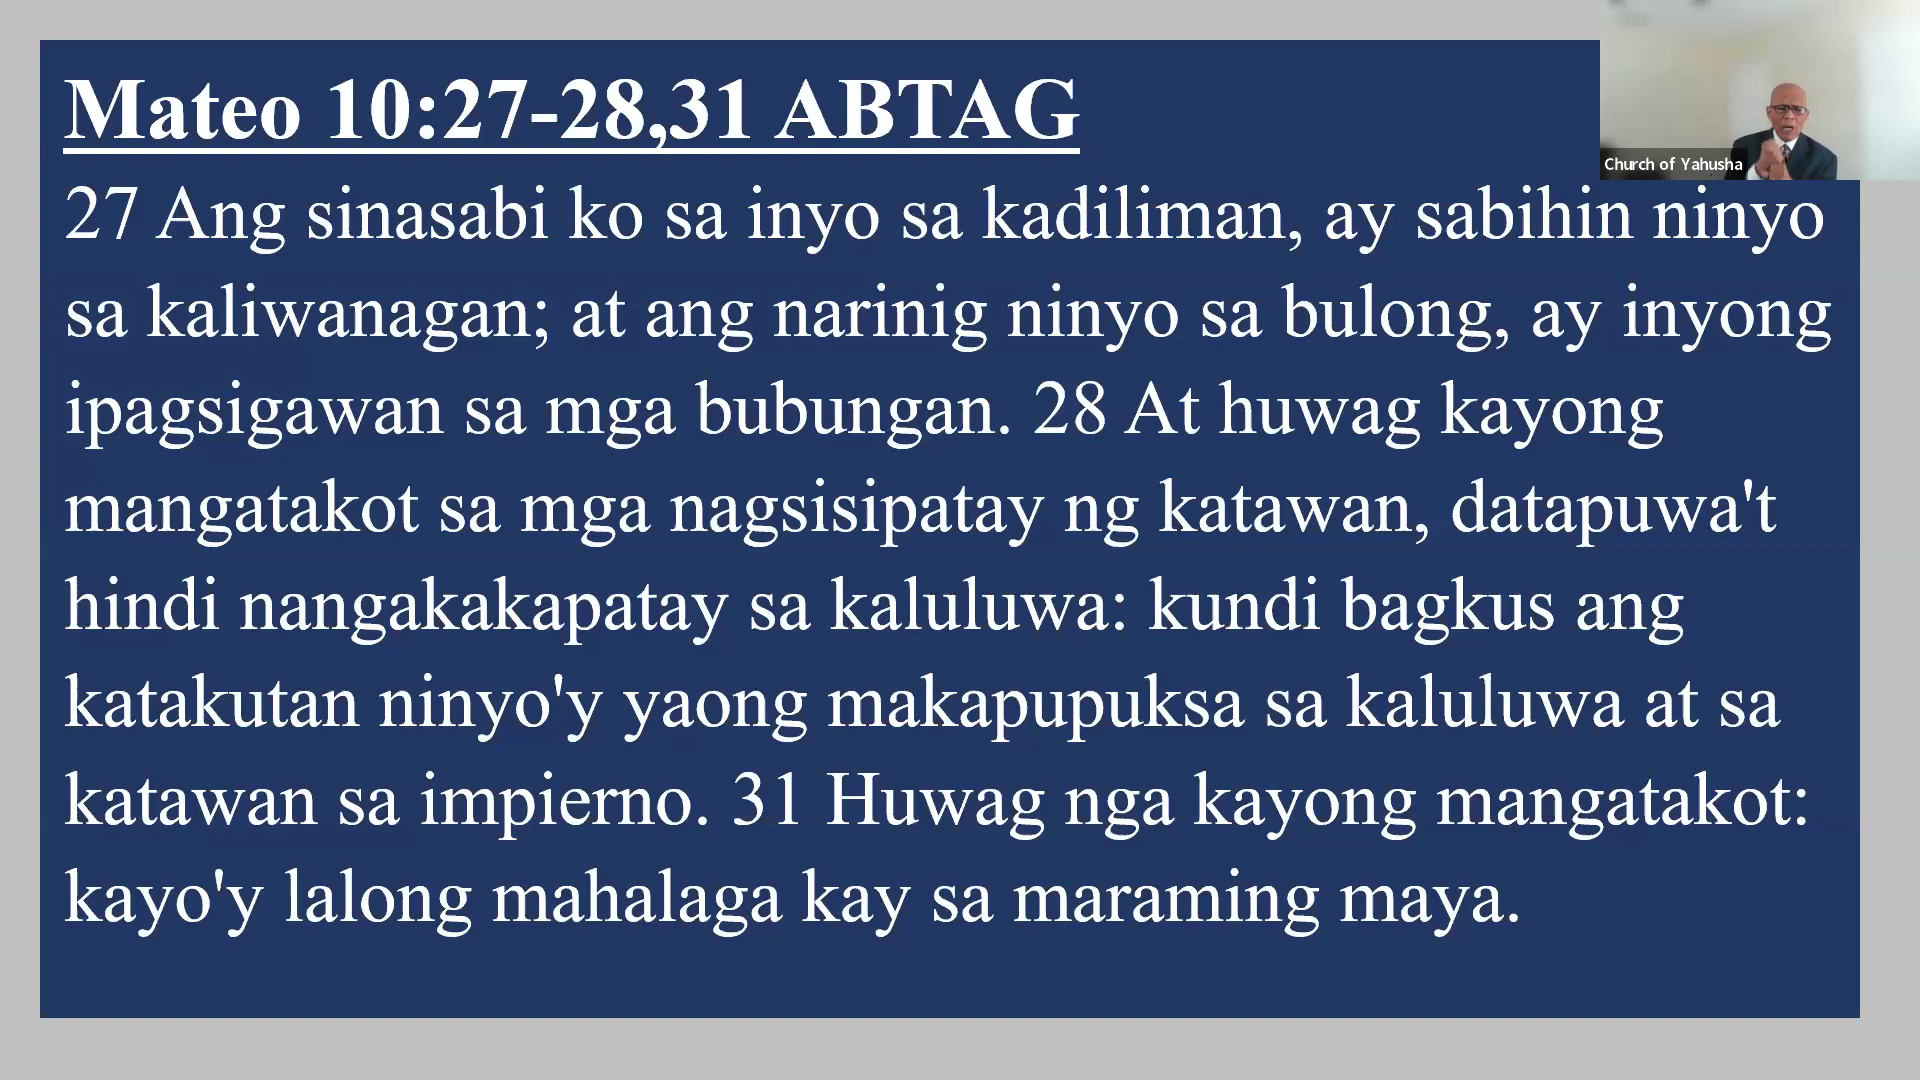 Mateo 10:27-28,31 ABTAG
Church of Yahusha
27 Ang sinasabi ko sa inyo sa kadiliman, ay sabihin ninyo
sa kaliwanagan; at ang narinig ninyo sa bulong, ay inyong
ipagsigawan sa mga bubungan. 28 At huwag kayong
mangatakot sa mga nagsisipatay ng katawan, datapuwa't
hindi nangakakapatay sa kaluluwa: kundi bagkus ang
katakutan ninyo'y yaong makapupuksa sa kaluluwa at sa
katawan sa impierno. 31 Huwag nga kayong mangatakot:
kayo'y lalong mahalaga kay sa maraming maya.